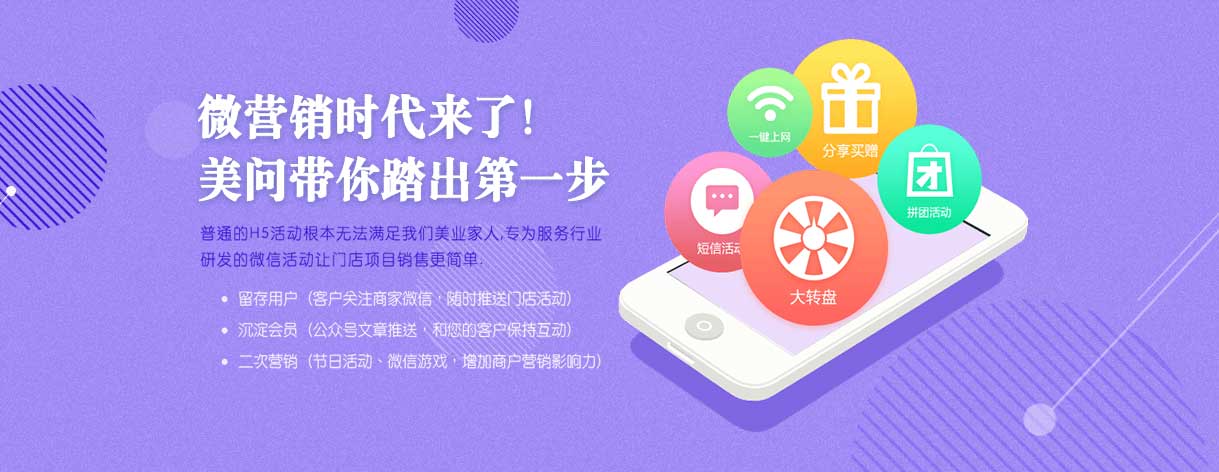 微营销时代来了!
美问带你踏出第一步
普通的H5活动根本无法满足我们美业家人,专为服务行业
研发的微信活动让门店项目销售更简单.
留存用户（客户关注商家微信，随时推送门店活动）
沉淀会员（公众号文章推送，和您的客户保持互动）
二次营销（节日活动、微信游戏，增加商户营销影响力）
一键上网
分享买赠
团
拼团活动
短信活动
大转盘